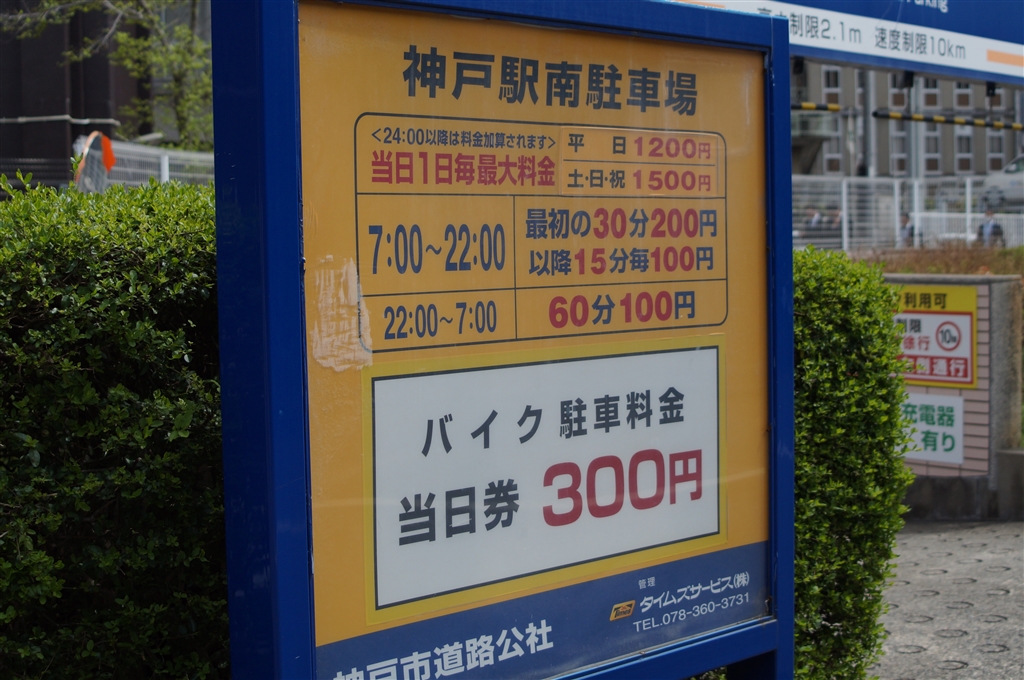 神戸駅南駐車場
<24:00以降は料金加算されます>
当日1日毎最大料金
平 日 1200円
土・日・祝 1500円
7:00~22:00
最初の30分200円
以降15分毎100円
22:00~7:00
60分100円
バイク 駐車料金
当日券 300円
管理
タイムズサービス(株)
TEL.078-360-3731
神戸市道路公社
制限2.1m 速度制限10km
利用可
制限
徐行
10
通行
充電器
有り